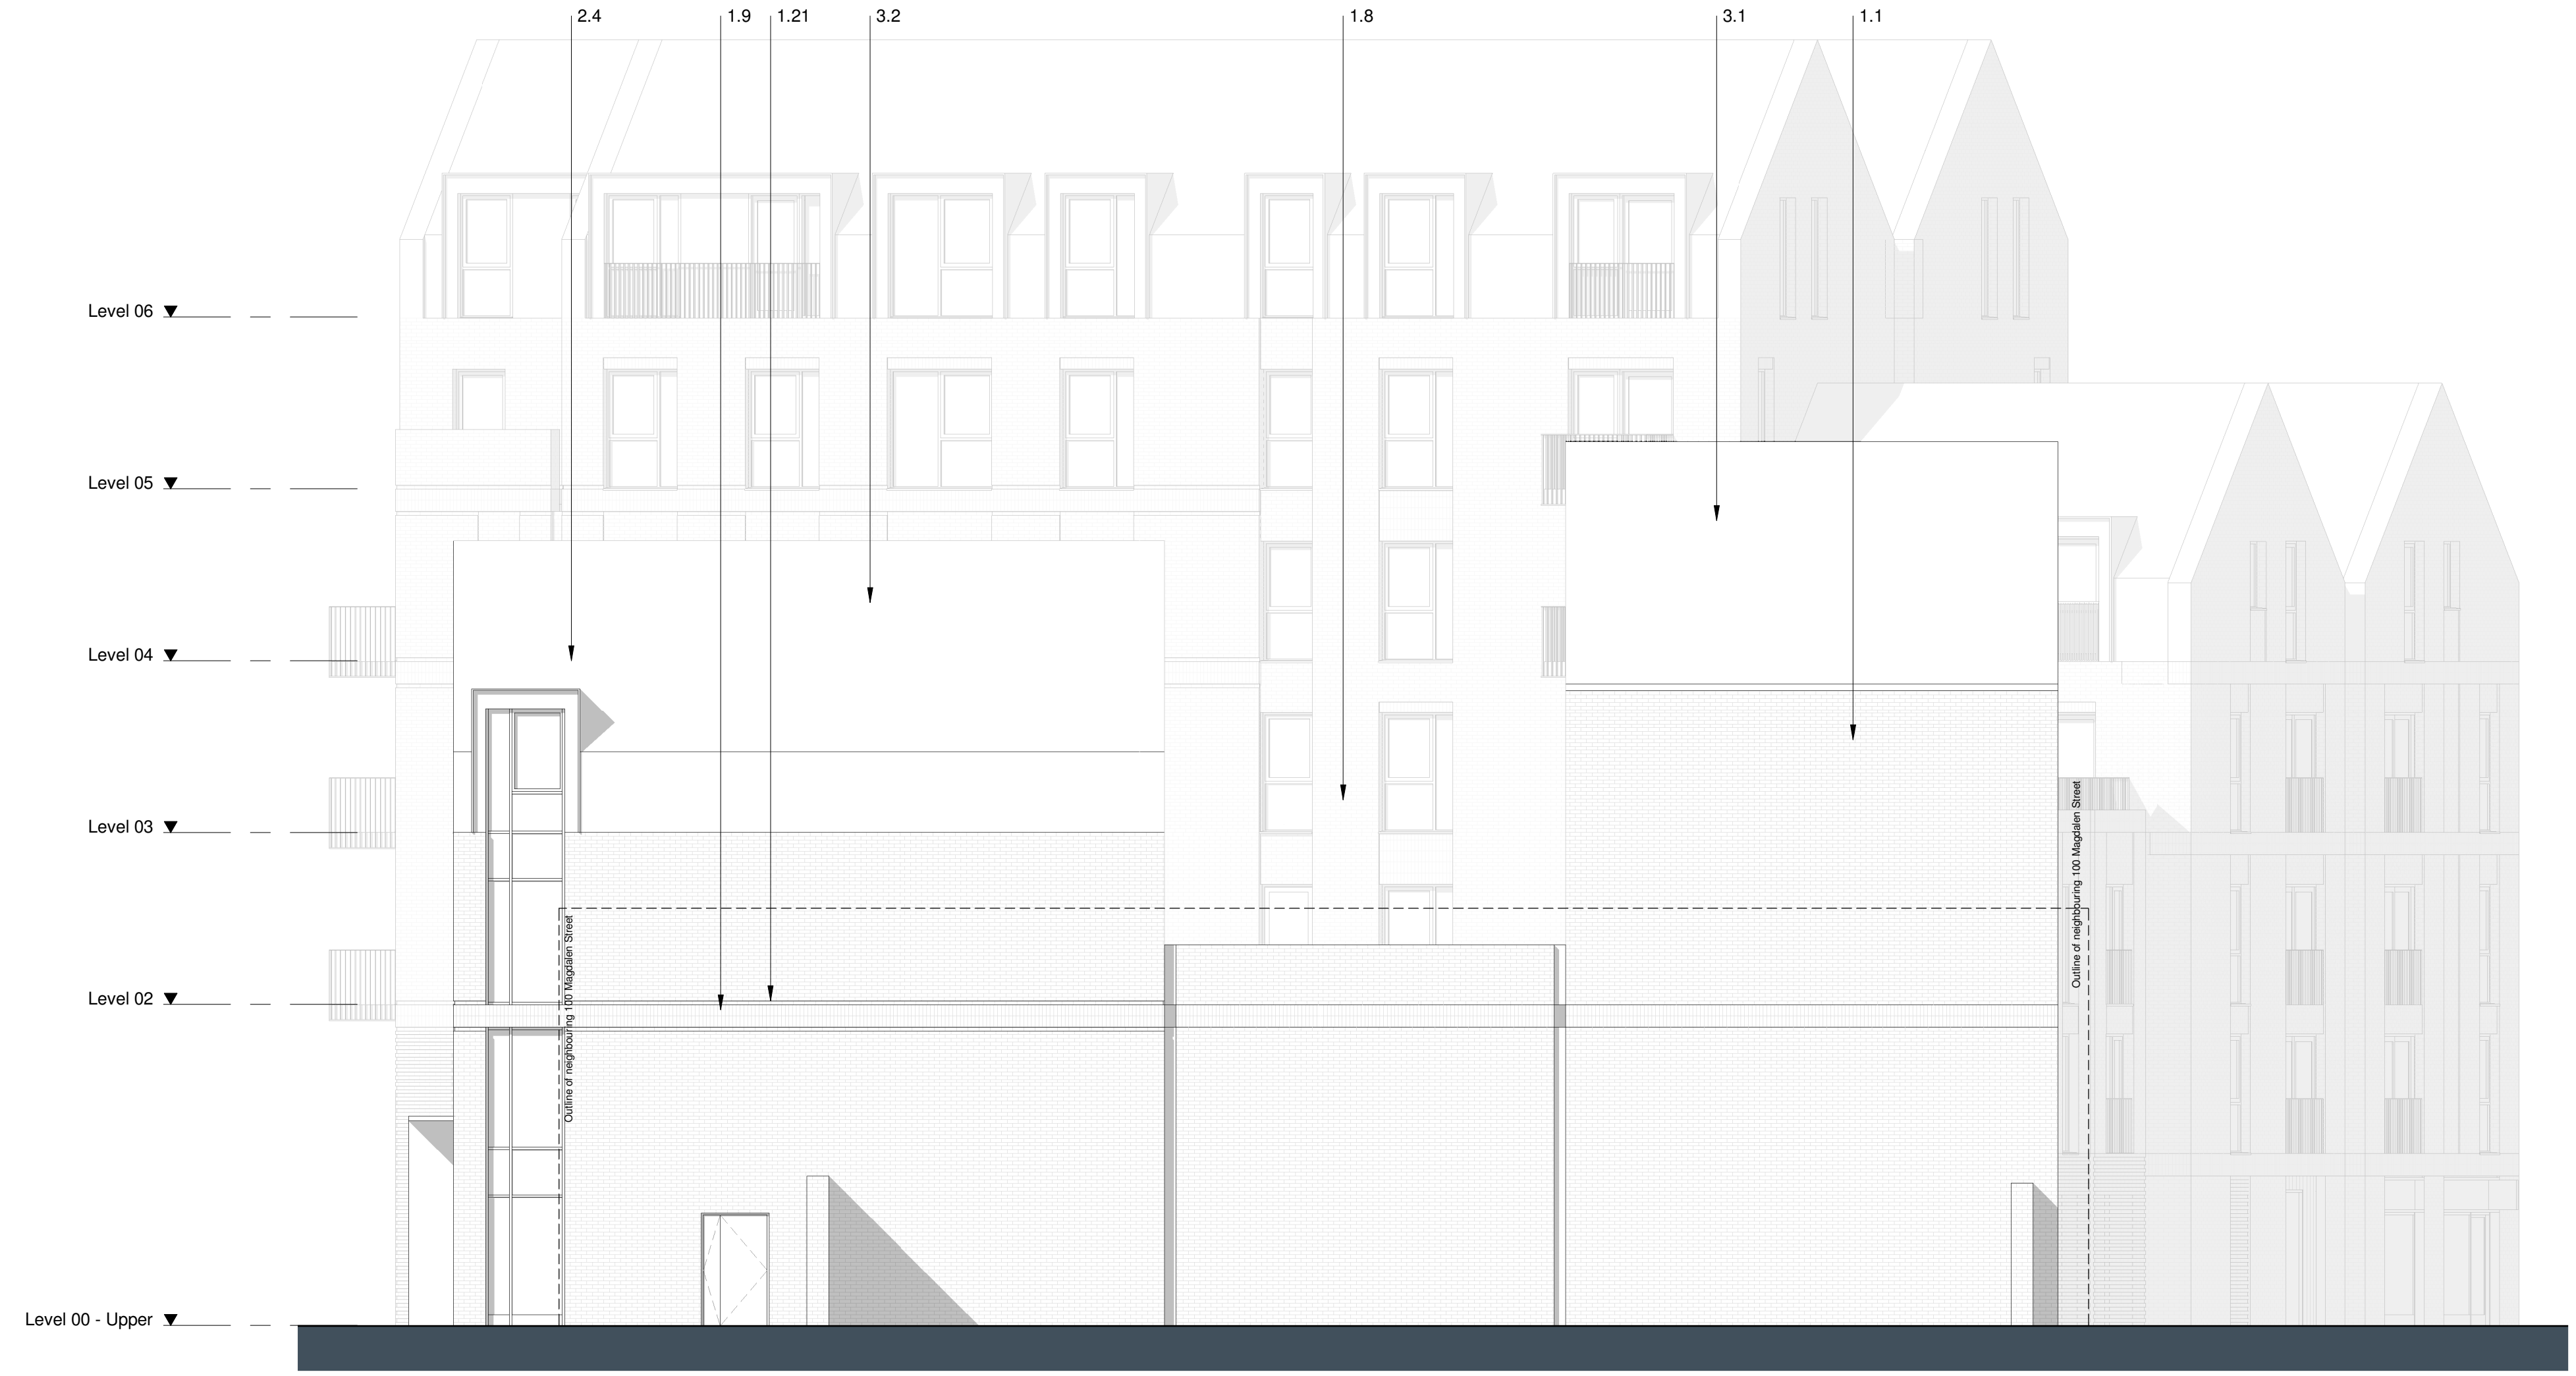 2.4
1.9
1.21
3.2
1.8
3.1
1.1
Level 06
Level 05
Level 04
Level 03
Level 02
Level 00 - Upper
Outline of neighbouring 100 Magdalen Street
Outline of neighbouring 100 Magdalen Street